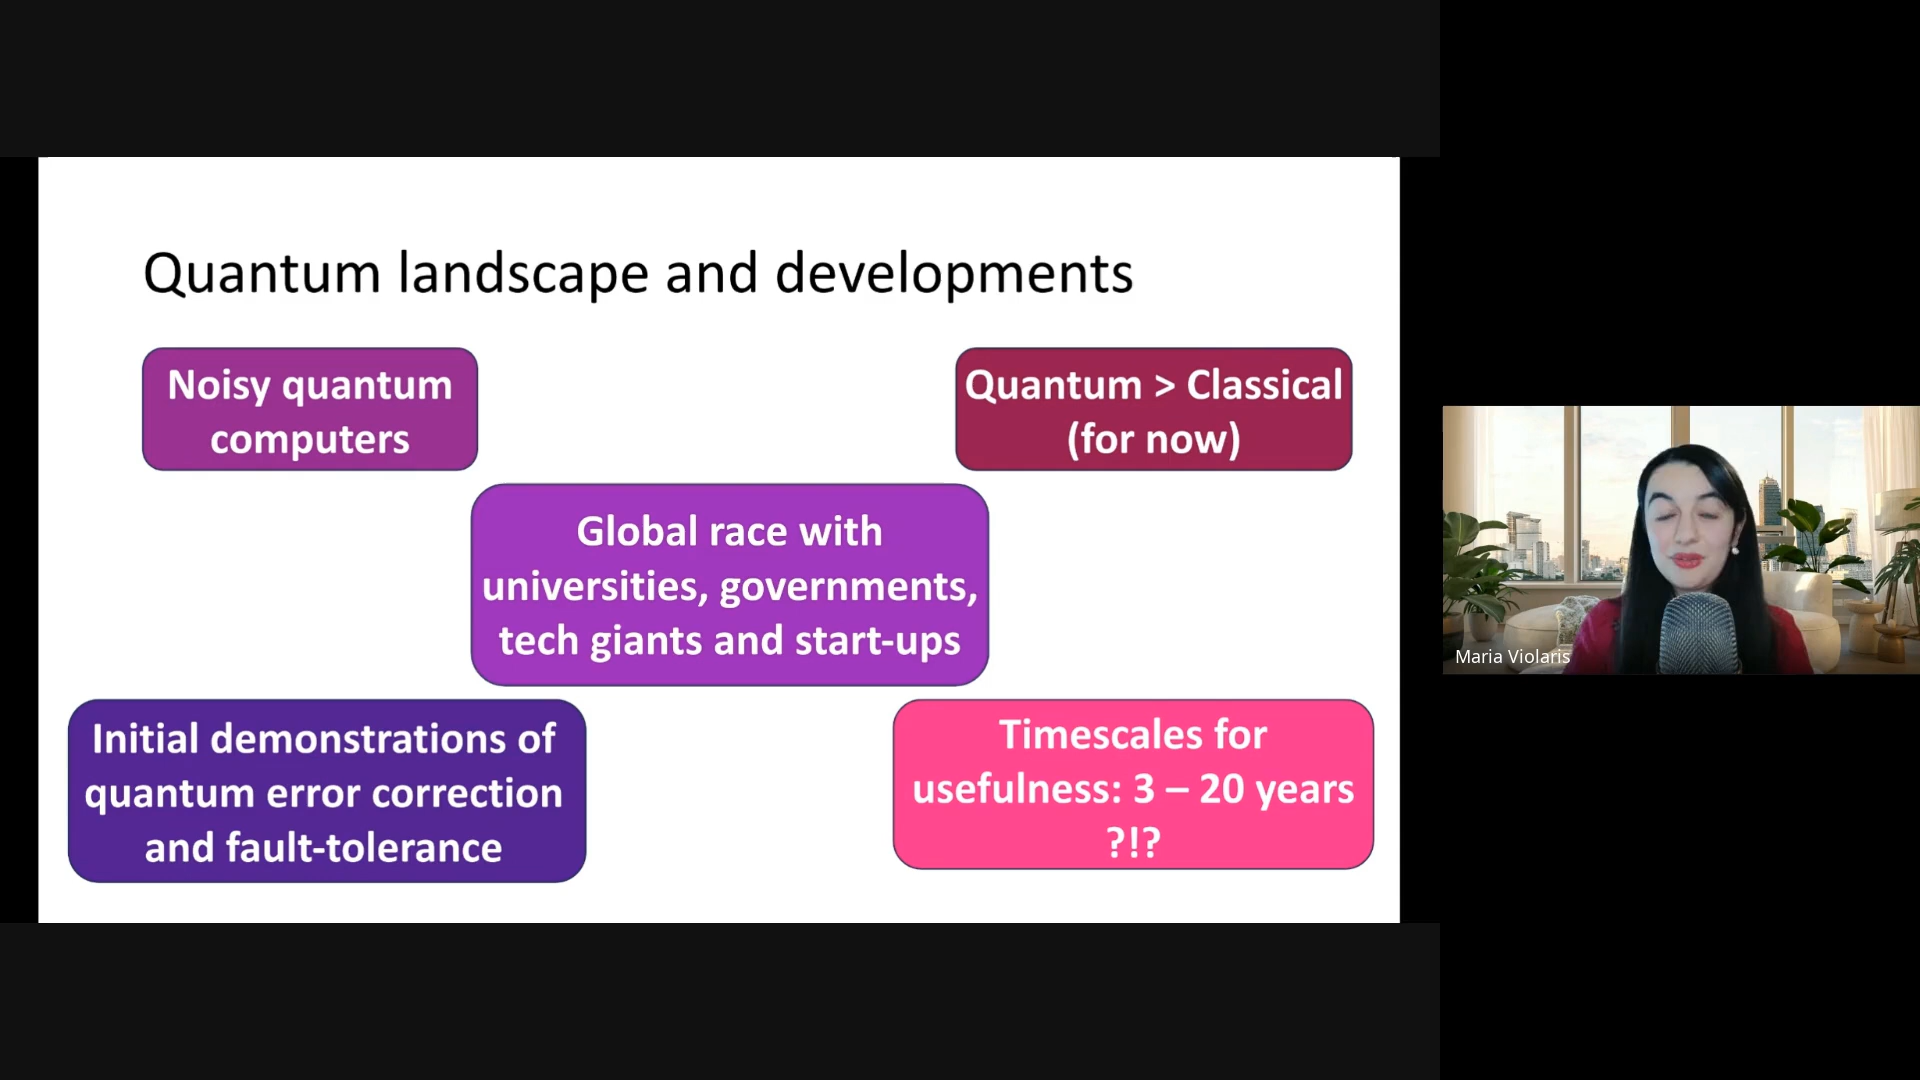 Quantum landscape and developments
Noisy quantum
computers
Quantum > Classical
(for now)
Global race with
universities, governments,
tech giants and start-ups
Initial demonstrations of
quantum error correction
and fault-tolerance
Timescales for
usefulness: 3 – 20 years
?!?
Maria Violaris